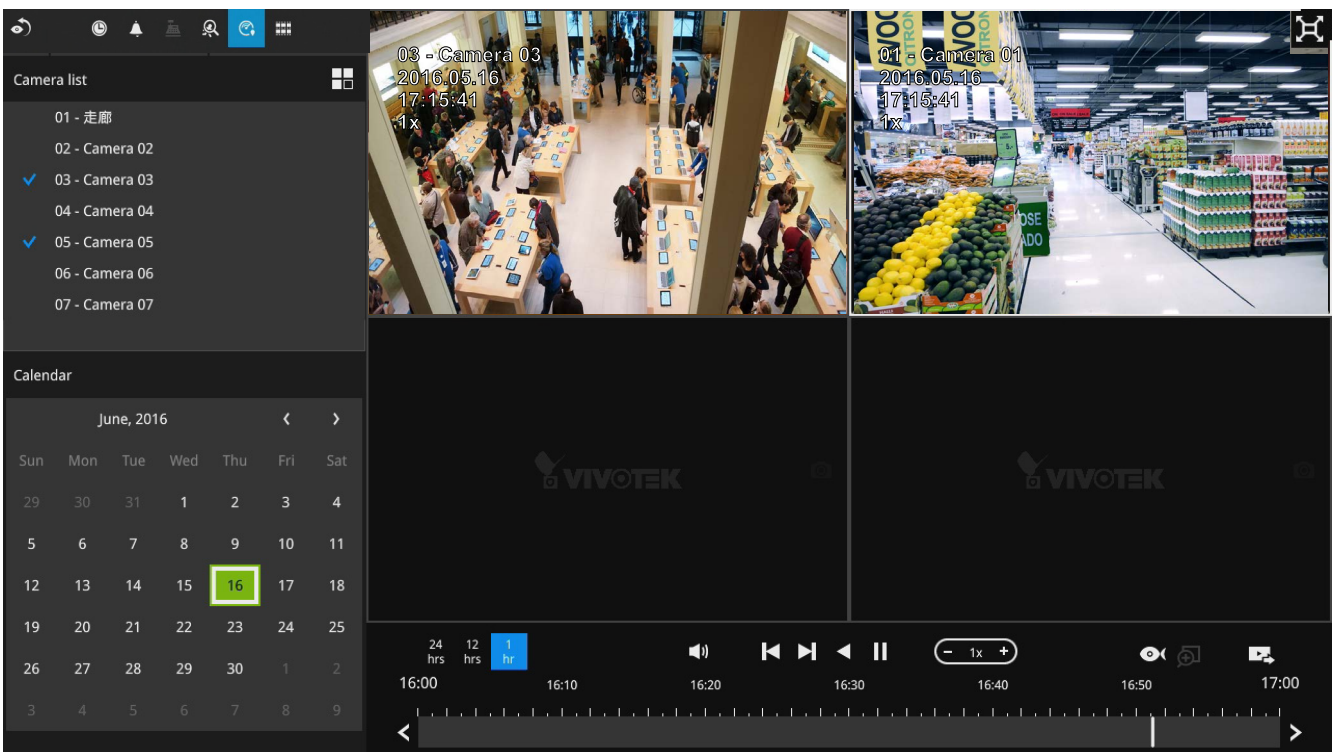 Camera list
01 - 走廊
02 - Camera 02
03 - Camera 03
04 - Camera 04
05 - Camera 05
06 - Camera 06
07 - Camera 07
Calendar
June, 2016
Sun Mon Tue Wed Thu Fri Sat
29 30 31 1 2 3 4
5 6 7 8 9 10 11
12 13 14 15 16 17 18
19 20 21 22 23 24 25
26 27 28 29 30 1 2
3 4 5 6 7 8 9
03 - Camera 03
2016.05.16
17:15:41
1x
01 - Camera 01
2016.05.16
17:15:41
1x
VIVOTEK
VIVOTEK
24 hrs
12 hrs
1 hr
1x
16:00 16:10 16:20 16:30 16:40 16:50 17:00